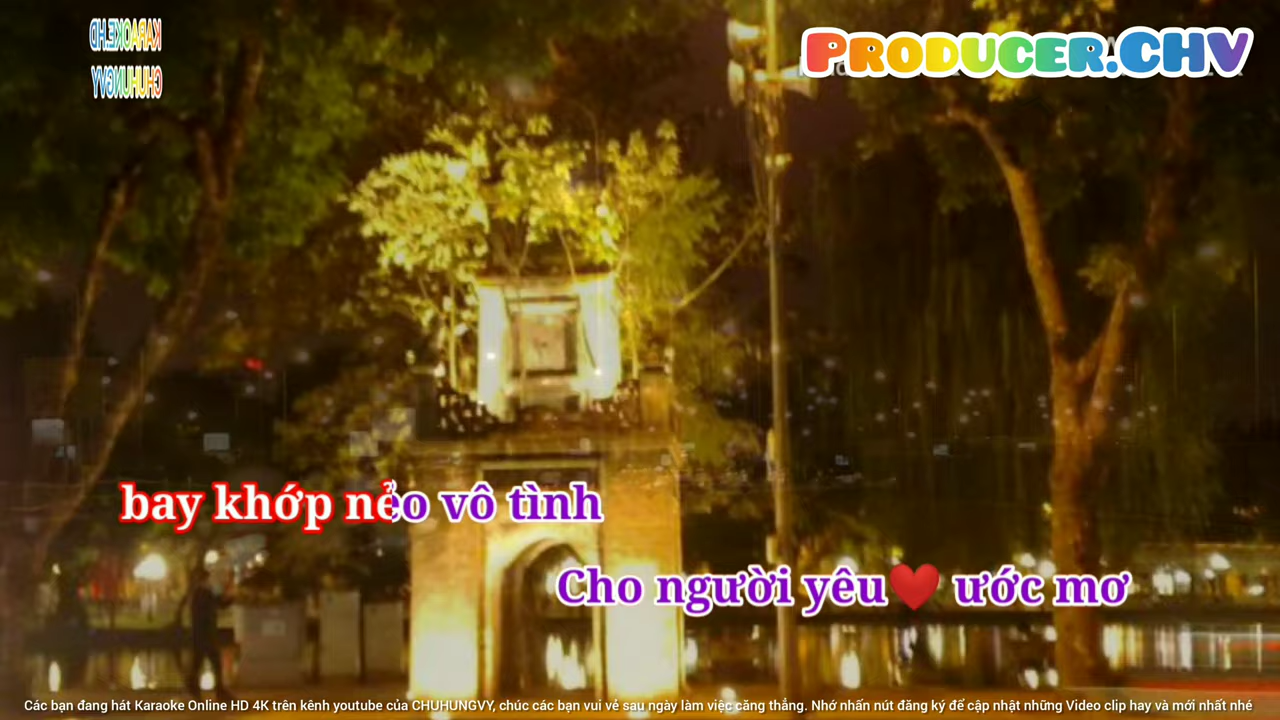 KARAOKE.HD
CHUHUNGVY
PRODUCER.CHV
bay khớp nẻo vô tình
Cho người yêu❤️ ước mơ
Các bạn đang hát Karaoke Online HD 4K trên kênh youtube của CHUHUNGVY, chúc các bạn vui vẻ sau ngày làm việc căng thẳng. Nhớ nhấn nút đăng ký để cập nhật những Video clip hay và mới nhất nhé